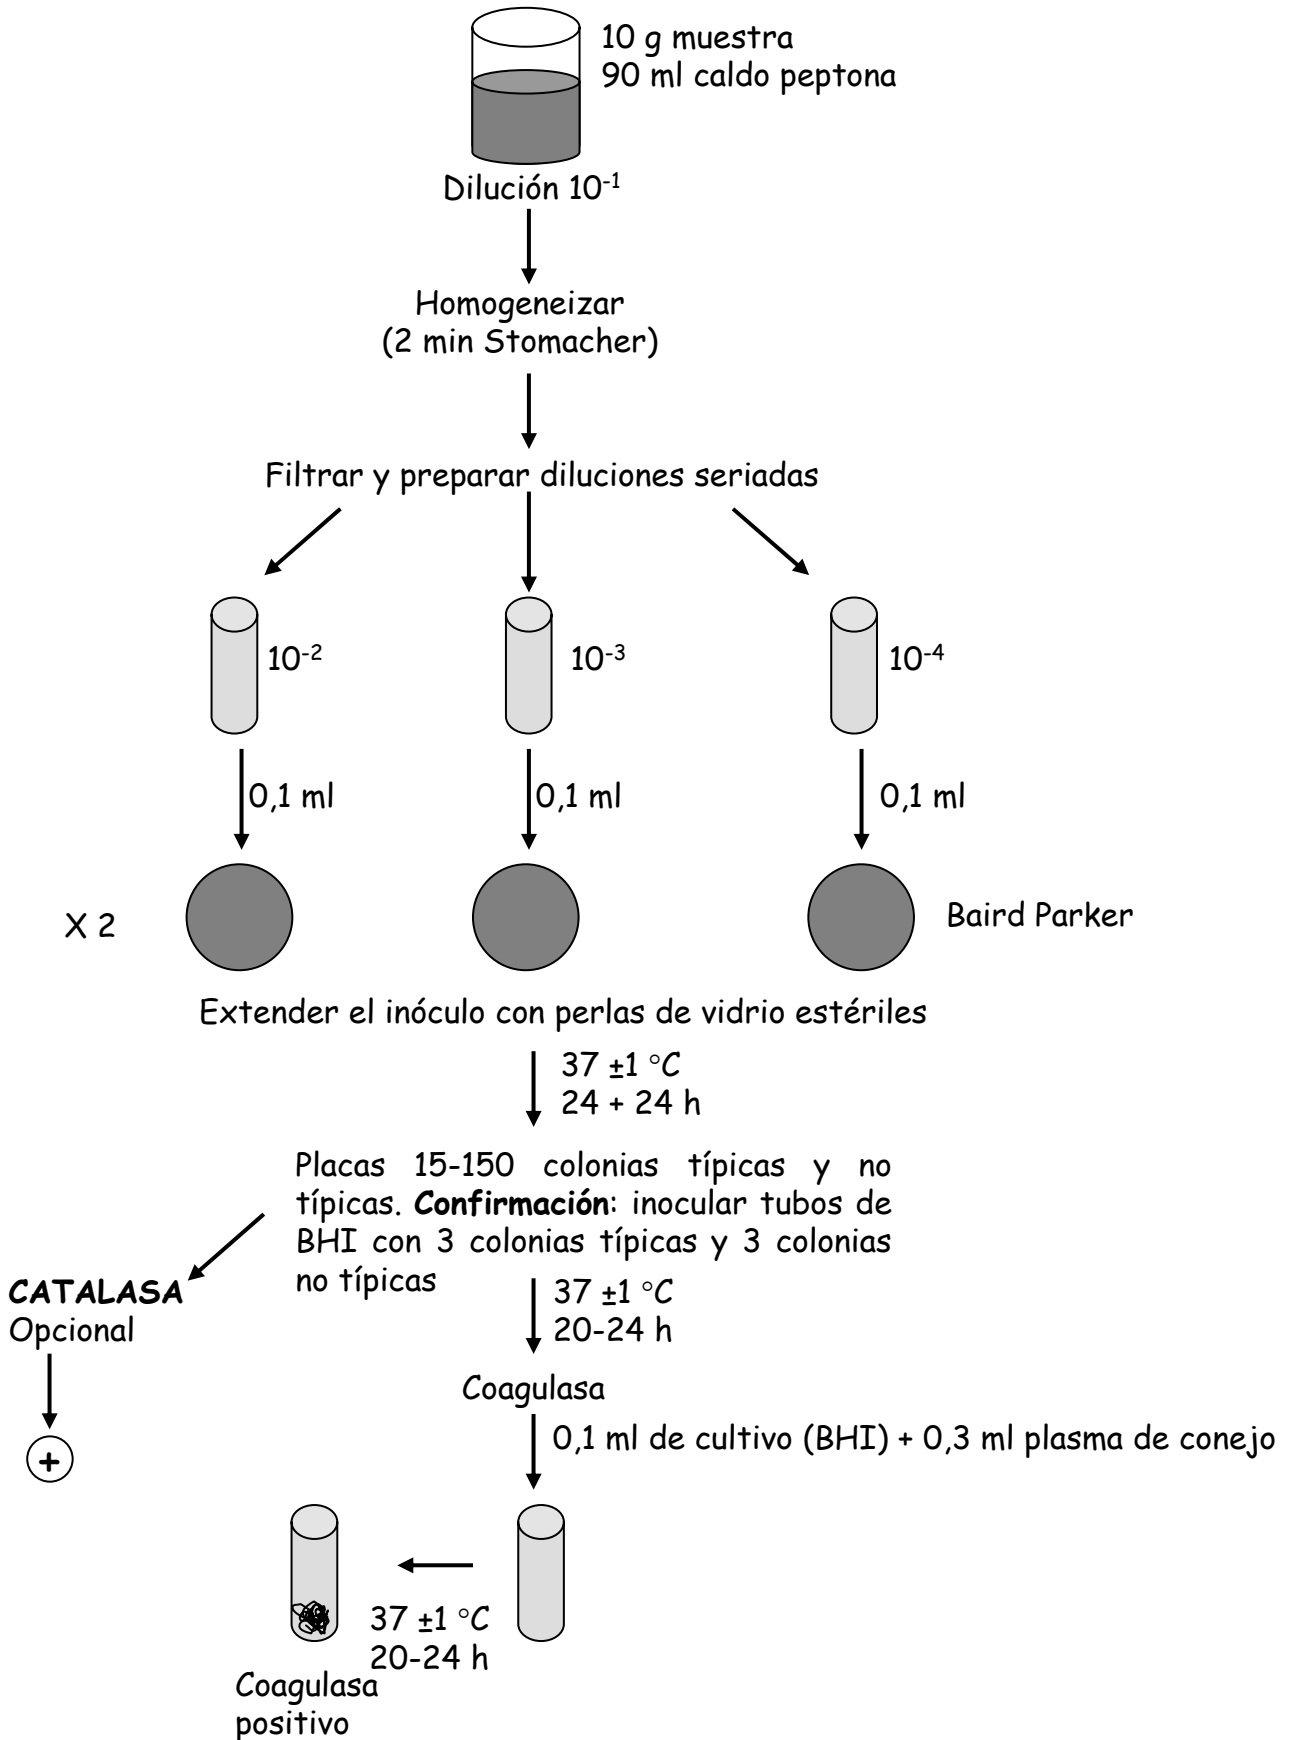 10 g muestra
90 ml caldo peptona
Dilución 10⁻¹
Homogeneizar
(2 min Stomacher)
Filtrar y preparar diluciones seriadas
10⁻²
10⁻³
10⁻⁴
0,1 ml
0,1 ml
0,1 ml
X 2
Baird Parker
Extender el inóculo con perlas de vidrio estériles
37 ±1 °C
24 + 24 h
Placas 15-150 colonias típicas y no
típicas. Confirmación: inocular tubos de
BHI con 3 colonias típicas y 3 colonias
no típicas
CATALASA
Opcional
+
37 ±1 °C
20-24 h
Coagulasa
0,1 ml de cultivo (BHI) + 0,3 ml plasma de conejo
37 ±1 °C
20-24 h
Coagulasa
positivo